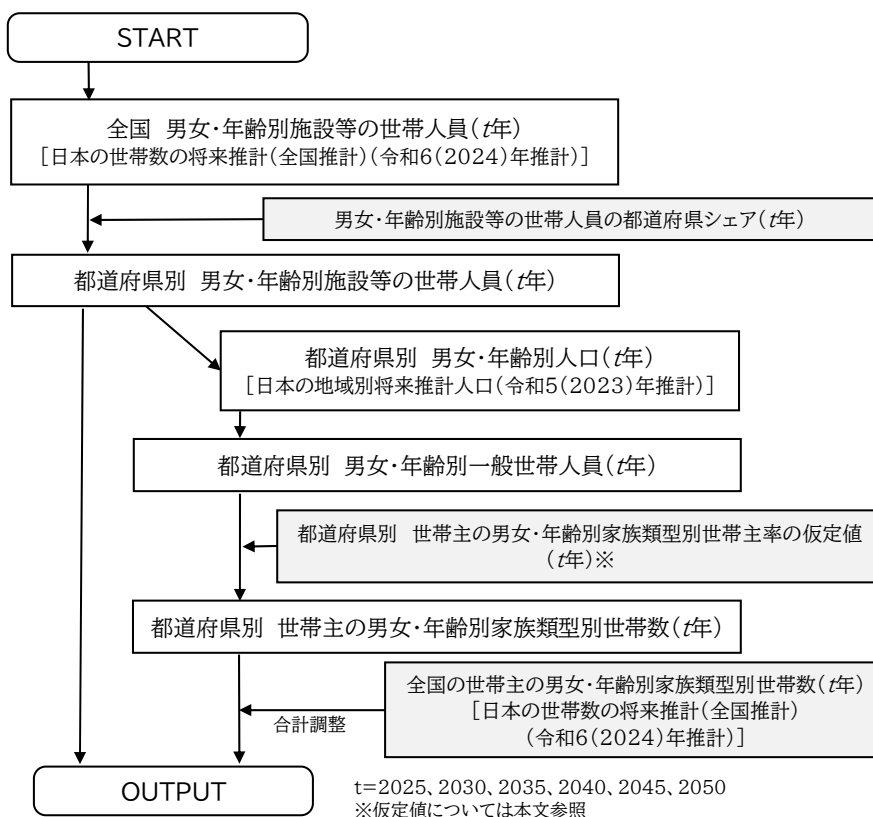 START
全国 男女・年齢別施設等の世帯人員(t年)
[日本の世帯数の将来推計(全国推計)(令和6(2024)年推計)]
男女・年齢別施設等の世帯人員の都道府県シェア(t年)
都道府県別 男女・年齢別施設等の世帯人員(t年)
都道府県別 男女・年齢別人口(t年)
[日本の地域別将来推計人口(令和5(2023)年推計)]
都道府県別 男女・年齢別一般世帯人員(t年)
都道府県別 世帯主の男女・年齢別家族類型別世帯主率の仮定値
(t年)※
都道府県別 世帯主の男女・年齢別家族類型別世帯数(t年)
全国の世帯主の男女・年齢別家族類型別世帯数(t年)
[日本の世帯数の将来推計(全国推計)
(令和6(2024)年推計)]
合計調整
OUTPUT
t=2025、2030、2035、2040、2045、2050
※仮定値については本文参照